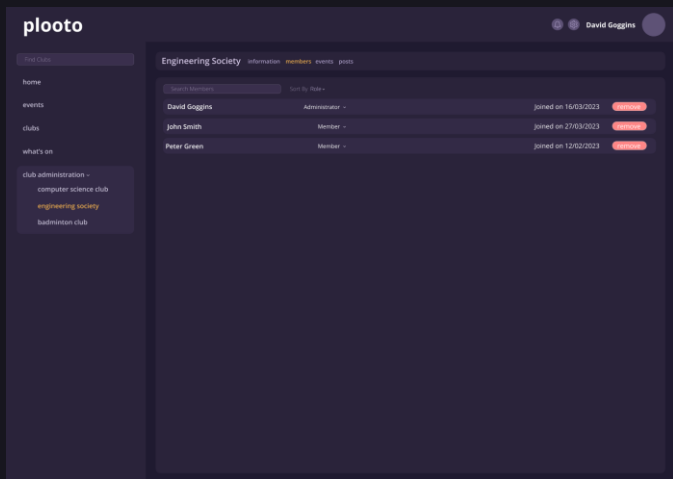 plooto
David Goggins
Find Clubs
home
events
clubs
what's on
club administration
computer science club
engineering society
badminton club
Engineering Society information members events posts
Search Members Sort By Role
David Goggins Administrator Joined on 16/03/2023 remove
John Smith Member Joined on 27/03/2023 remove
Peter Green Member Joined on 12/02/2023 remove